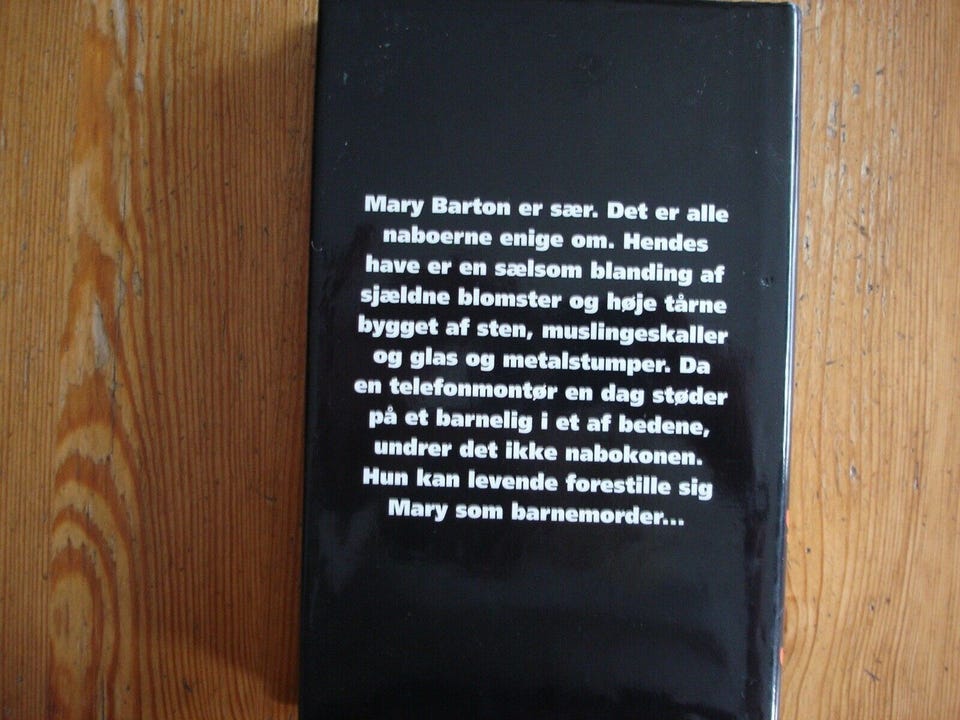 Mary Barton er sær. Det er alle
naboerne enige om. Hendes
have er en sælsom blanding af
sjældne blomster og høje tårne
bygget af sten, muslingeskaller
og glas og metalstumper. Da
en telefonmontør en dag støder
på et barnelig i et af bedene,
undrer det ikke nabokonen.
Hun kan levende forestille sig
Mary som barnemorder...